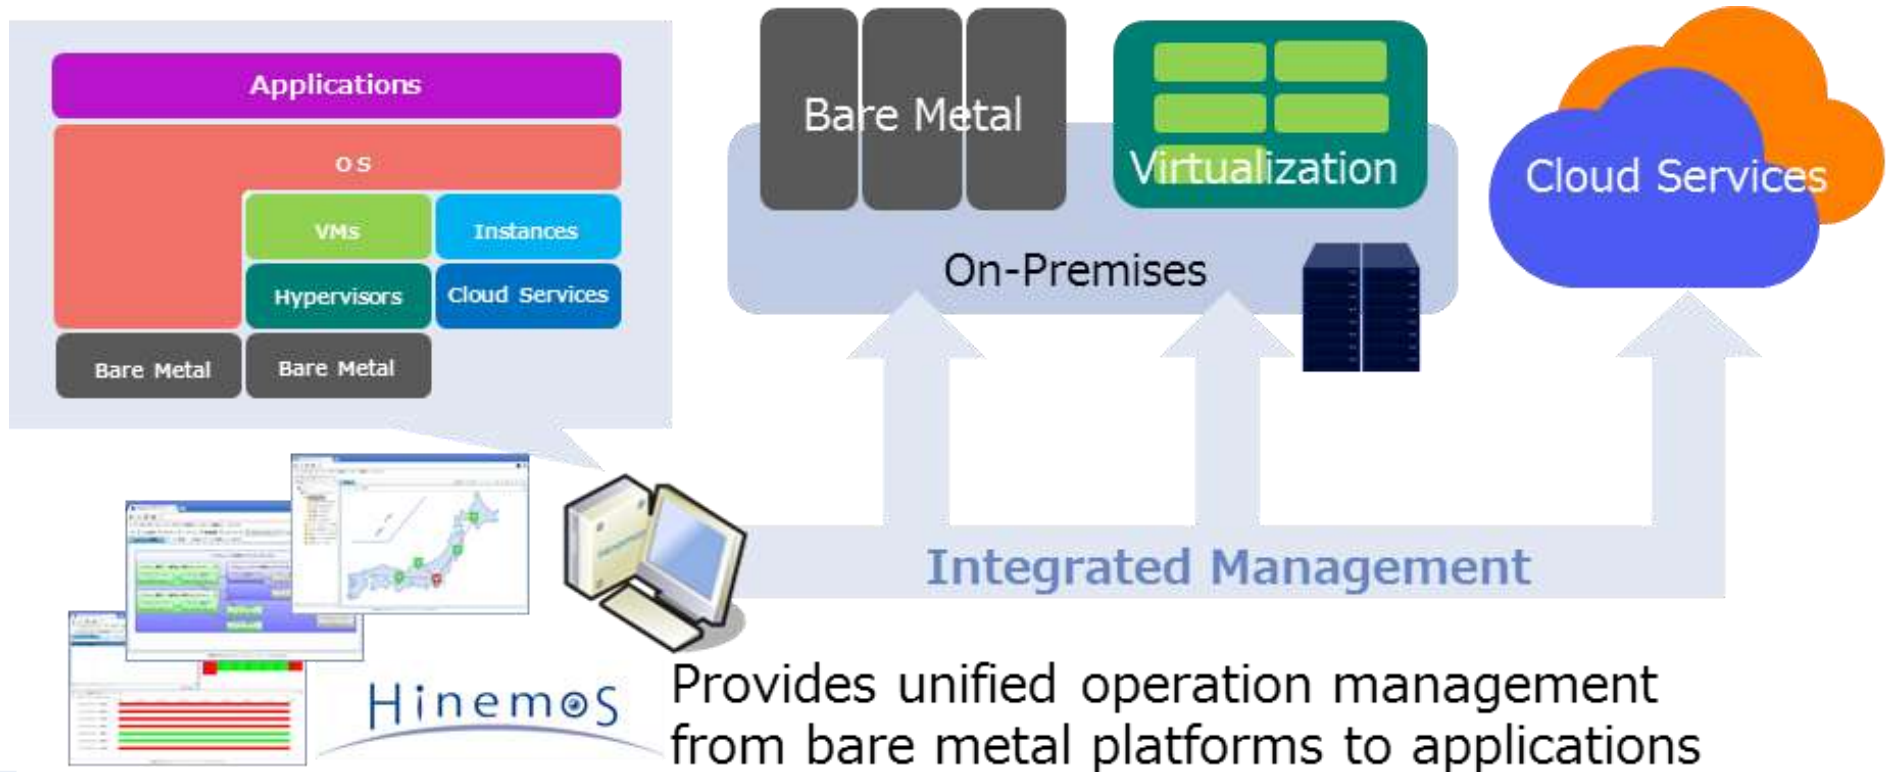 Applications
OS
VMs
Instances
Hypervisors
Cloud Services
Bare Metal
Bare Metal
Bare Metal
Virtualization
Cloud Services
On-Premises
Integrated Management
Hinemos
Provides unified operation management
from bare metal platforms to applications